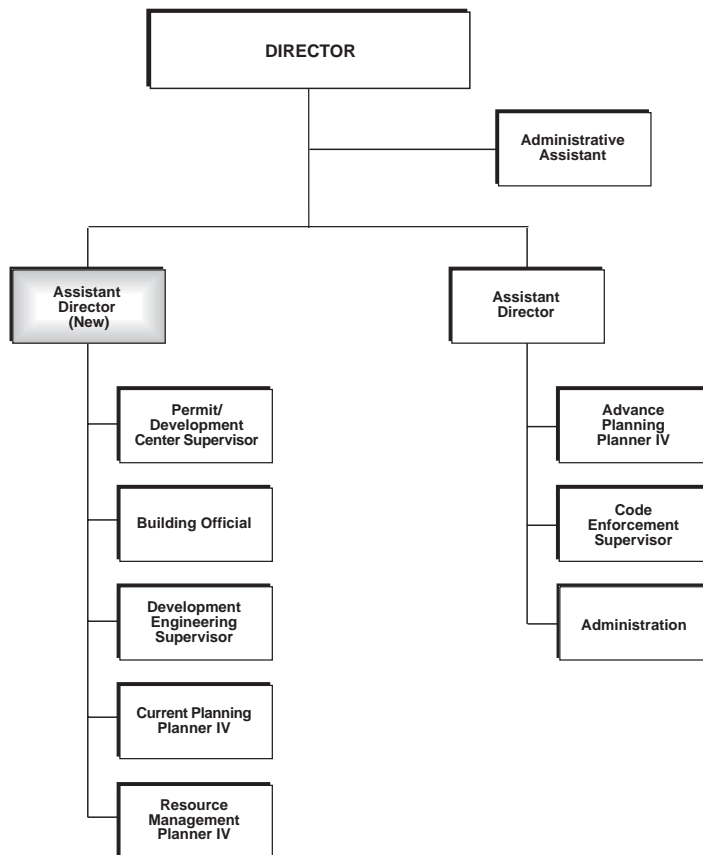 DIRECTOR
Administrative
Assistant
Assistant
Director
(New)
Assistant
Director
Permit/
Development
Center Supervisor
Building Official
Development
Engineering
Supervisor
Current Planning
Planner IV
Resource
Management
Planner IV
Advance
Planning
Planner IV
Code
Enforcement
Supervisor
Administration